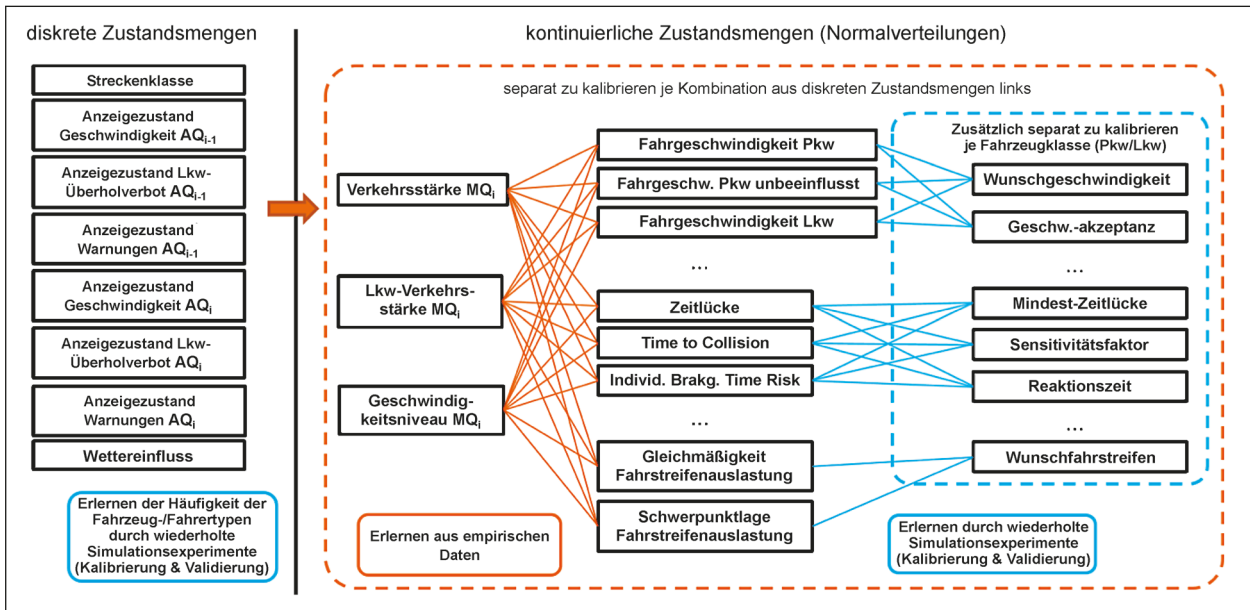 diskrete Zustandsmengen
Streckenklasse
Anzeigezustand
Geschwindigkeit AQi-1
Anzeigezustand Lkw-
Überholverbot AQi-1
Anzeigezustand
Warnungen AQi-1
Anzeigezustand
Geschwindigkeit AQi
Anzeigezustand Lkw-
Überholverbot AQi
Anzeigezustand
Warnungen AQi
Wettereinfluss
Erlernen der Häufigkeit der
Fahrzeug-/Fahrertypen
durch wiederholte
Simulationsexperimente
(Kalibrierung & Validierung)
kontinuierliche Zustandsmengen (Normalverteilungen)
separat zu kalibrieren je Kombination aus diskreten Zustandsmengen links
Verkehrsstärke MQi
Lkw-Verkehrs-
stärke MQi
Geschwindig-
keitsniveau MQi
Erlernen aus empirischen
Daten
Fahrgeschwindigkeit Pkw
Fahrgeschw. Pkw unbeeinflusst
Fahrgeschwindigkeit Lkw
...
Zeitlücke
Time to Collision
Individ. Brakg. Time Risk
...
Gleichmäßigkeit
Fahrstreifenauslastung
Schwerpunktlage
Fahrstreifenauslastung
Zusätzlich separat zu kalibrieren
je Fahrzeugklasse (Pkw/Lkw)
Wunschgeschwindigkeit
Geschw.-akzeptanz
...
Mindest-Zeitlücke
Sensitivitätsfaktor
Reaktionszeit
...
Wunschfahrstreifen
Erlernen durch wiederholte
Simulationsexperimente
(Kalibrierung & Validierung)